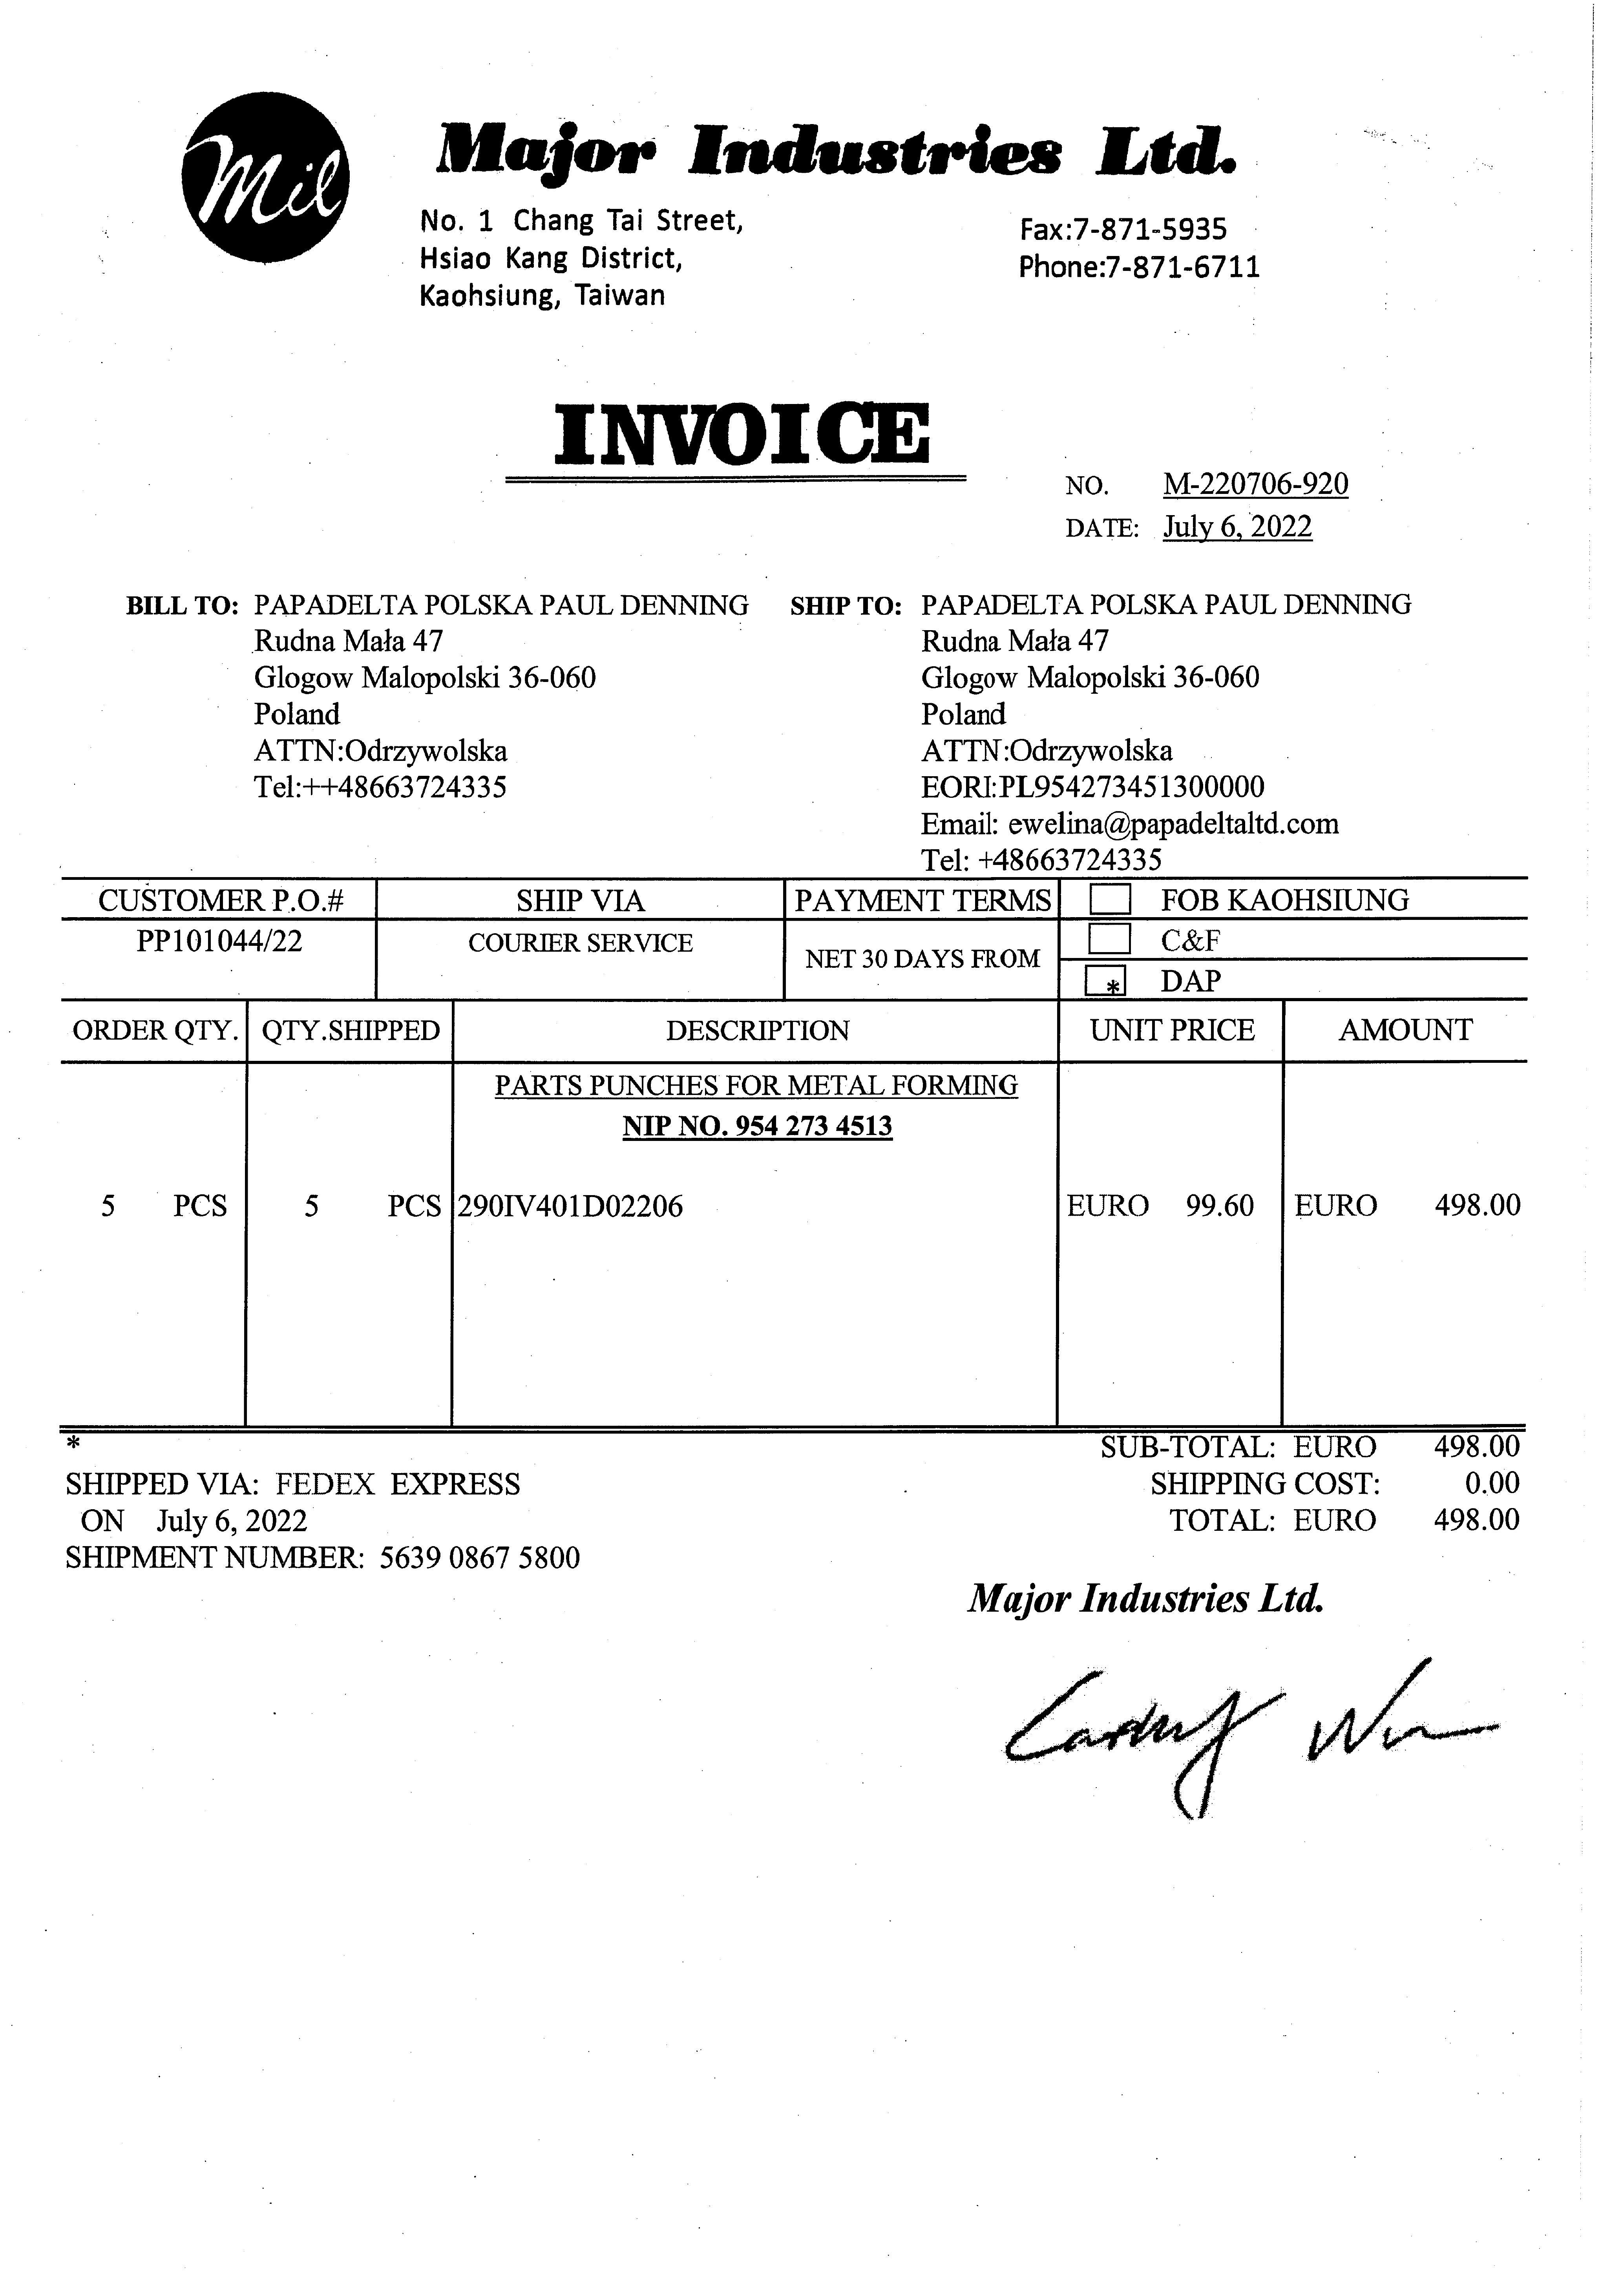 Mil
Major Industries Ltd.
No. 1 Chang Tai Street,
Hsiao Kang District,
Kaohsiung, Taiwan
Fax:7-871-5935
Phone:7-871-6711
INVOICE
NO. M-220706-920
DATE: July 6, 2022
BILL TO: PAPADELTA POLSKA PAUL DENNING
Rudna Mała 47
Glogow Malopolski 36-060
Poland
ATTN:Odrzywolska
Tel:++48663724335
SHIP TO: PAPADELTA POLSKA PAUL DENNING
Rudna Mała 47
Glogow Malopolski 36-060
Poland
ATTN:Odrzywolska
EORI:PL954273451300000
Email: ewelina@papadeltaltd.com
Tel: +48663724335
CUSTOMER P.O.# SHIP VIA PAYMENT TERMS FOB KAOHSIUNG
PP101044/22 COURIER SERVICE NET 30 DAYS FROM C&F
* DAP
ORDER QTY. QTY.SHIPPED DESCRIPTION UNIT PRICE AMOUNT
PARTS PUNCHES FOR METAL FORMING
NIP NO. 954 273 4513
5 PCS 5 PCS 290IV401D02206 EURO 99.60 EURO 498.00
* SUB-TOTAL: EURO 498.00
SHIPPED VIA: FEDEX EXPRESS SHIPPING COST: 0.00
ON July 6, 2022 TOTAL: EURO 498.00
SHIPMENT NUMBER: 5639 0867 5800
Major Industries Ltd.